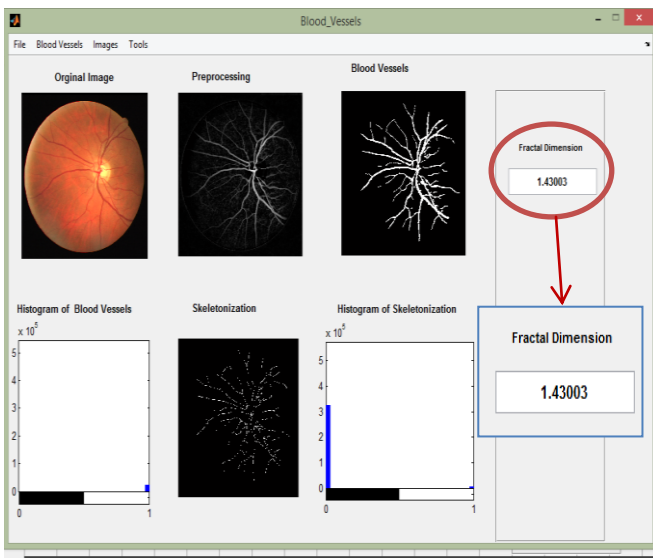 Blood_Vessels
File Blood Vessels Images Tools
Orginal Image
Preprocessing
Blood Vessels
Fractal Dimension
1.43003
Histogram of Blood Vessels
x 10^5
5
4
3
2
1
0
0 1
Skeletonization
Histogram of Skeletonization
x 10^5
5
4
3
2
1
0
0 1
Fractal Dimension
1.43003